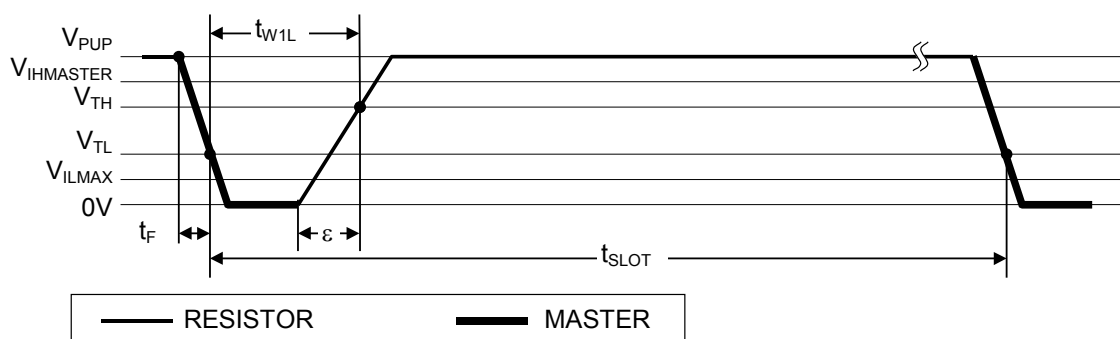 t_W1L
V_PUP
V_IHMASTER
V_TH
V_TL
V_ILMAX
0V
t_F
ε
t_SLOT
RESISTOR
MASTER